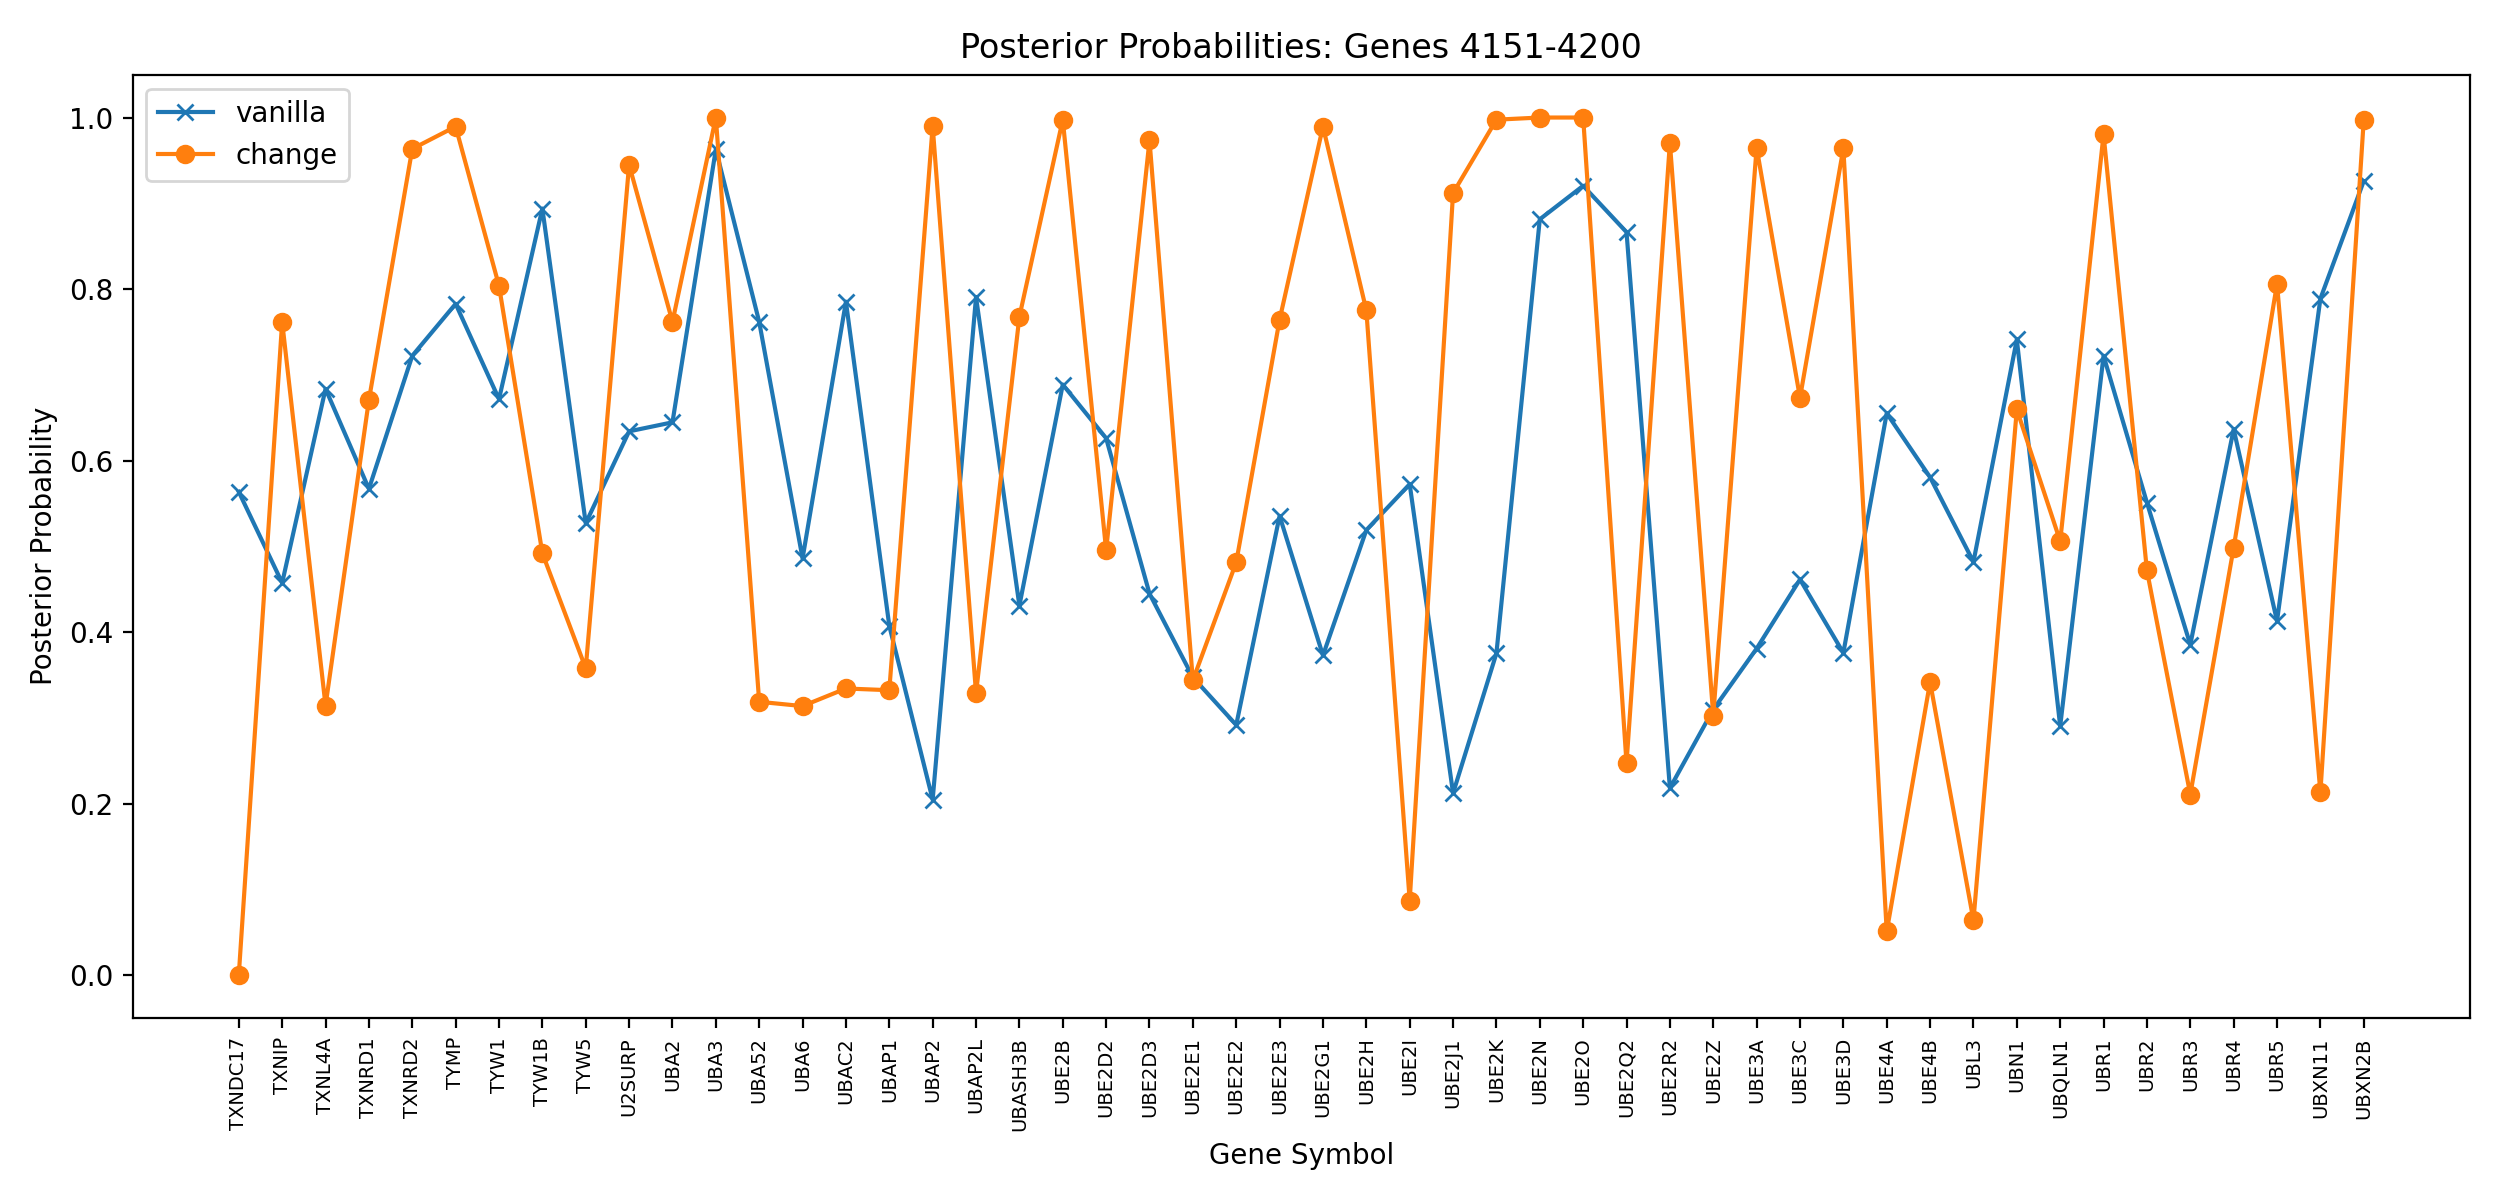 Posterior Probabilities: Genes 4151-4200
vanilla
change
1.0
0.8
0.6
0.4
0.2
0.0
Posterior Probability
TXNDC17
TXNIP
TXNL4A
TXNRD1
TXNRD2
TYMP
TYW1
TYW1B
TYW5
U2SURP
UBA2
UBA3
UBA52
UBA6
UBAC2
UBAP1
UBAP2
UBAP2L
UBASH3B
UBE2B
UBE2D2
UBE2D3
UBE2E1
UBE2E2
UBE2E3
UBE2G1
UBE2H
UBE2I
UBE2J1
UBE2K
UBE2N
UBE2O
UBE2Q2
UBE2R2
UBE2Z
UBE3A
UBE3C
UBE3D
UBE4A
UBE4B
UBL3
UBN1
UBQLN1
UBR1
UBR2
UBR3
UBR4
UBR5
UBXN11
UBXN2B
Gene Symbol